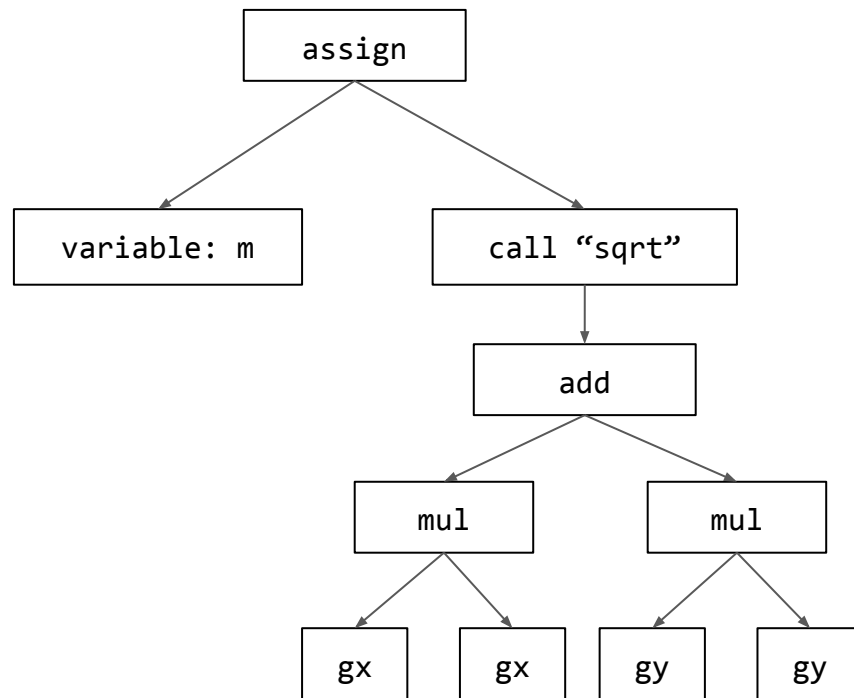 assign
variable: m
call “sqrt”
add
mul
mul
gx
gx
gy
gy